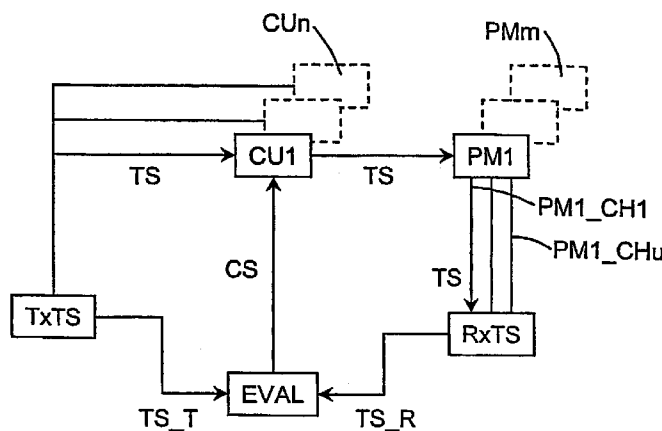 CUn
PMm
CU1
PM1
TS
TS
PM1_CH1
PM1_CHu
CS
TS
TxTS
RxTS
EVAL
TS_T
TS_R